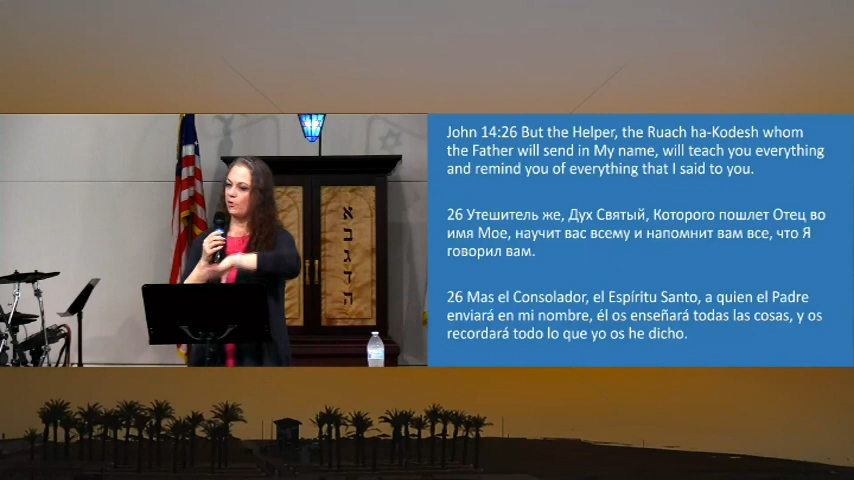 John 14:26 But the Helper, the Ruach ha-Kodesh whom
the Father will send in My name, will teach you everything
and remind you of everything that I said to you.
26 Утешитель же, Дух Святый, Которого пошлет Отец во
имя Мое, научит вас всему и напомнит вам все, что Я
говорил вам.
26 Mas el Consolador, el Espíritu Santo, a quien el Padre
enviará en mi nombre, él os enseñará todas las cosas, y os
recordará todo lo que yo os he dicho.
א
ב
ג
ד
ה